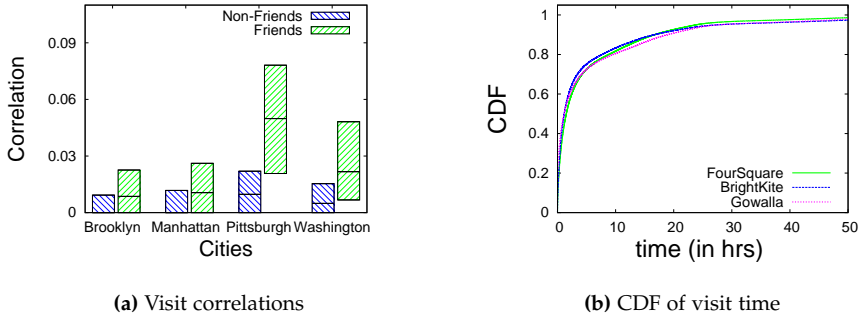 Non-Friends
Friends
0.09
0.06
0.03
0
Correlation
Brooklyn Manhattan Pittsburgh Washington
Cities
(a) Visit correlations
1
0.8
0.6
0.4
0.2
0
CDF
FourSquare
BrightKite
Gowalla
0 10 20 30 40 50
time (in hrs)
(b) CDF of visit time